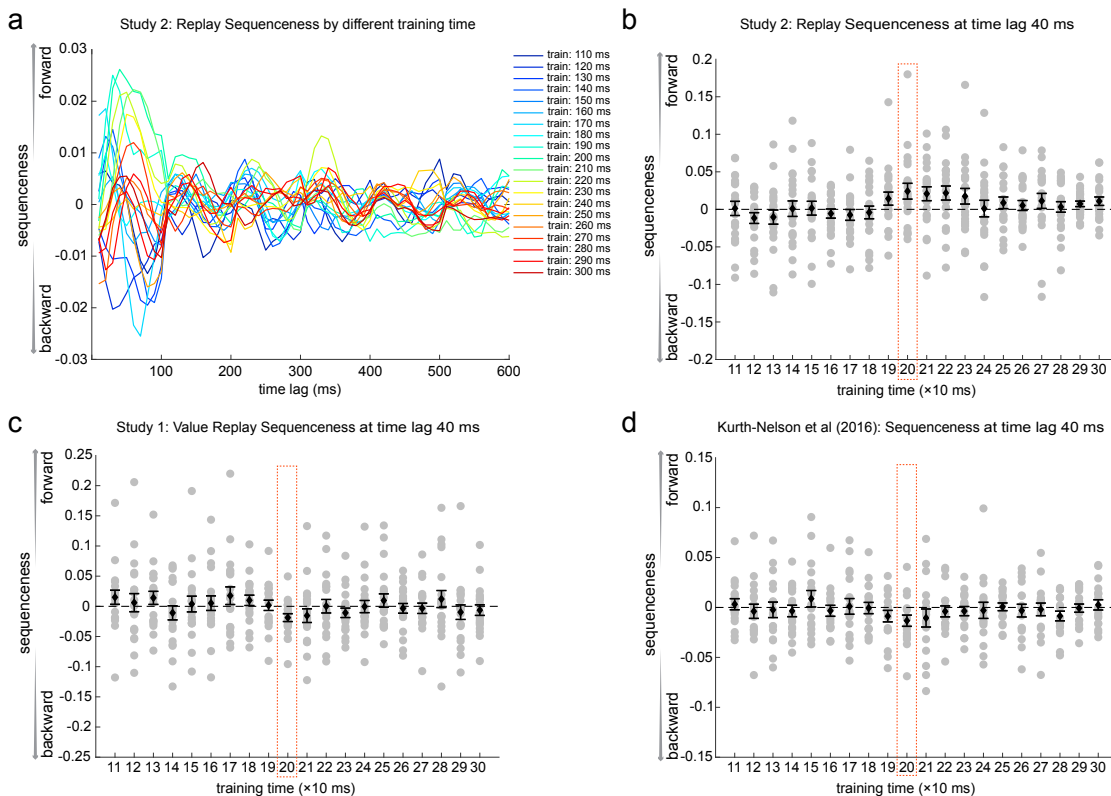 a
Study 2: Replay Sequenceness by different training time
forward
sequenceness
backward
0.03
0.02
0.01
0
-0.01
-0.02
-0.03
100
200
300
400
500
600
time lag (ms)
train: 110 ms
train: 120 ms
train: 130 ms
train: 140 ms
train: 150 ms
train: 160 ms
train: 170 ms
train: 180 ms
train: 190 ms
train: 200 ms
train: 210 ms
train: 220 ms
train: 230 ms
train: 240 ms
train: 250 ms
train: 260 ms
train: 270 ms
train: 280 ms
train: 290 ms
train: 300 ms
b
Study 2: Replay Sequenceness at time lag 40 ms
forward
sequenceness
backward
0.2
0.15
0.1
0.05
0
-0.05
-0.1
-0.15
-0.2
11 12 13 14 15 16 17 18 19 20 21 22 23 24 25 26 27 28 29 30
training time (×10 ms)
c
Study 1: Value Replay Sequenceness at time lag 40 ms
forward
sequenceness
backward
0.25
0.2
0.15
0.1
0.05
0
-0.05
-0.1
-0.15
-0.2
-0.25
11 12 13 14 15 16 17 18 19 20 21 22 23 24 25 26 27 28 29 30
training time (×10 ms)
d
Kurth-Nelson et al (2016): Sequenceness at time lag 40 ms
forward
sequenceness
backward
0.15
0.1
0.05
0
-0.05
-0.1
-0.15
11 12 13 14 15 16 17 18 19 20 21 22 23 24 25 26 27 28 29 30
training time (×10 ms)